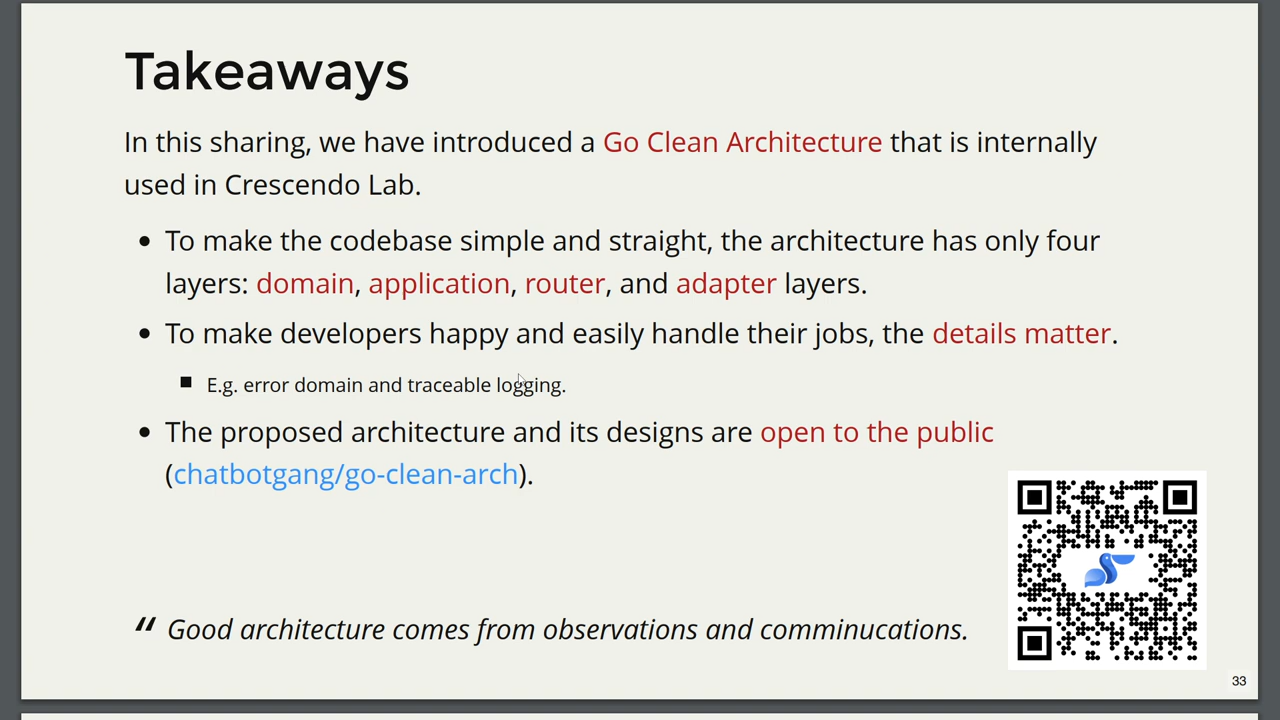 Takeaways
In this sharing, we have introduced a Go Clean Architecture that is internally
used in Crescendo Lab.
• To make the codebase simple and straight, the architecture has only four
layers: domain, application, router, and adapter layers.
• To make developers happy and easily handle their jobs, the details matter.
▪ E.g. error domain and traceable logging.
• The proposed architecture and its designs are open to the public
(chatbotgang/go-clean-arch).
“ Good architecture comes from observations and comminucations.
33